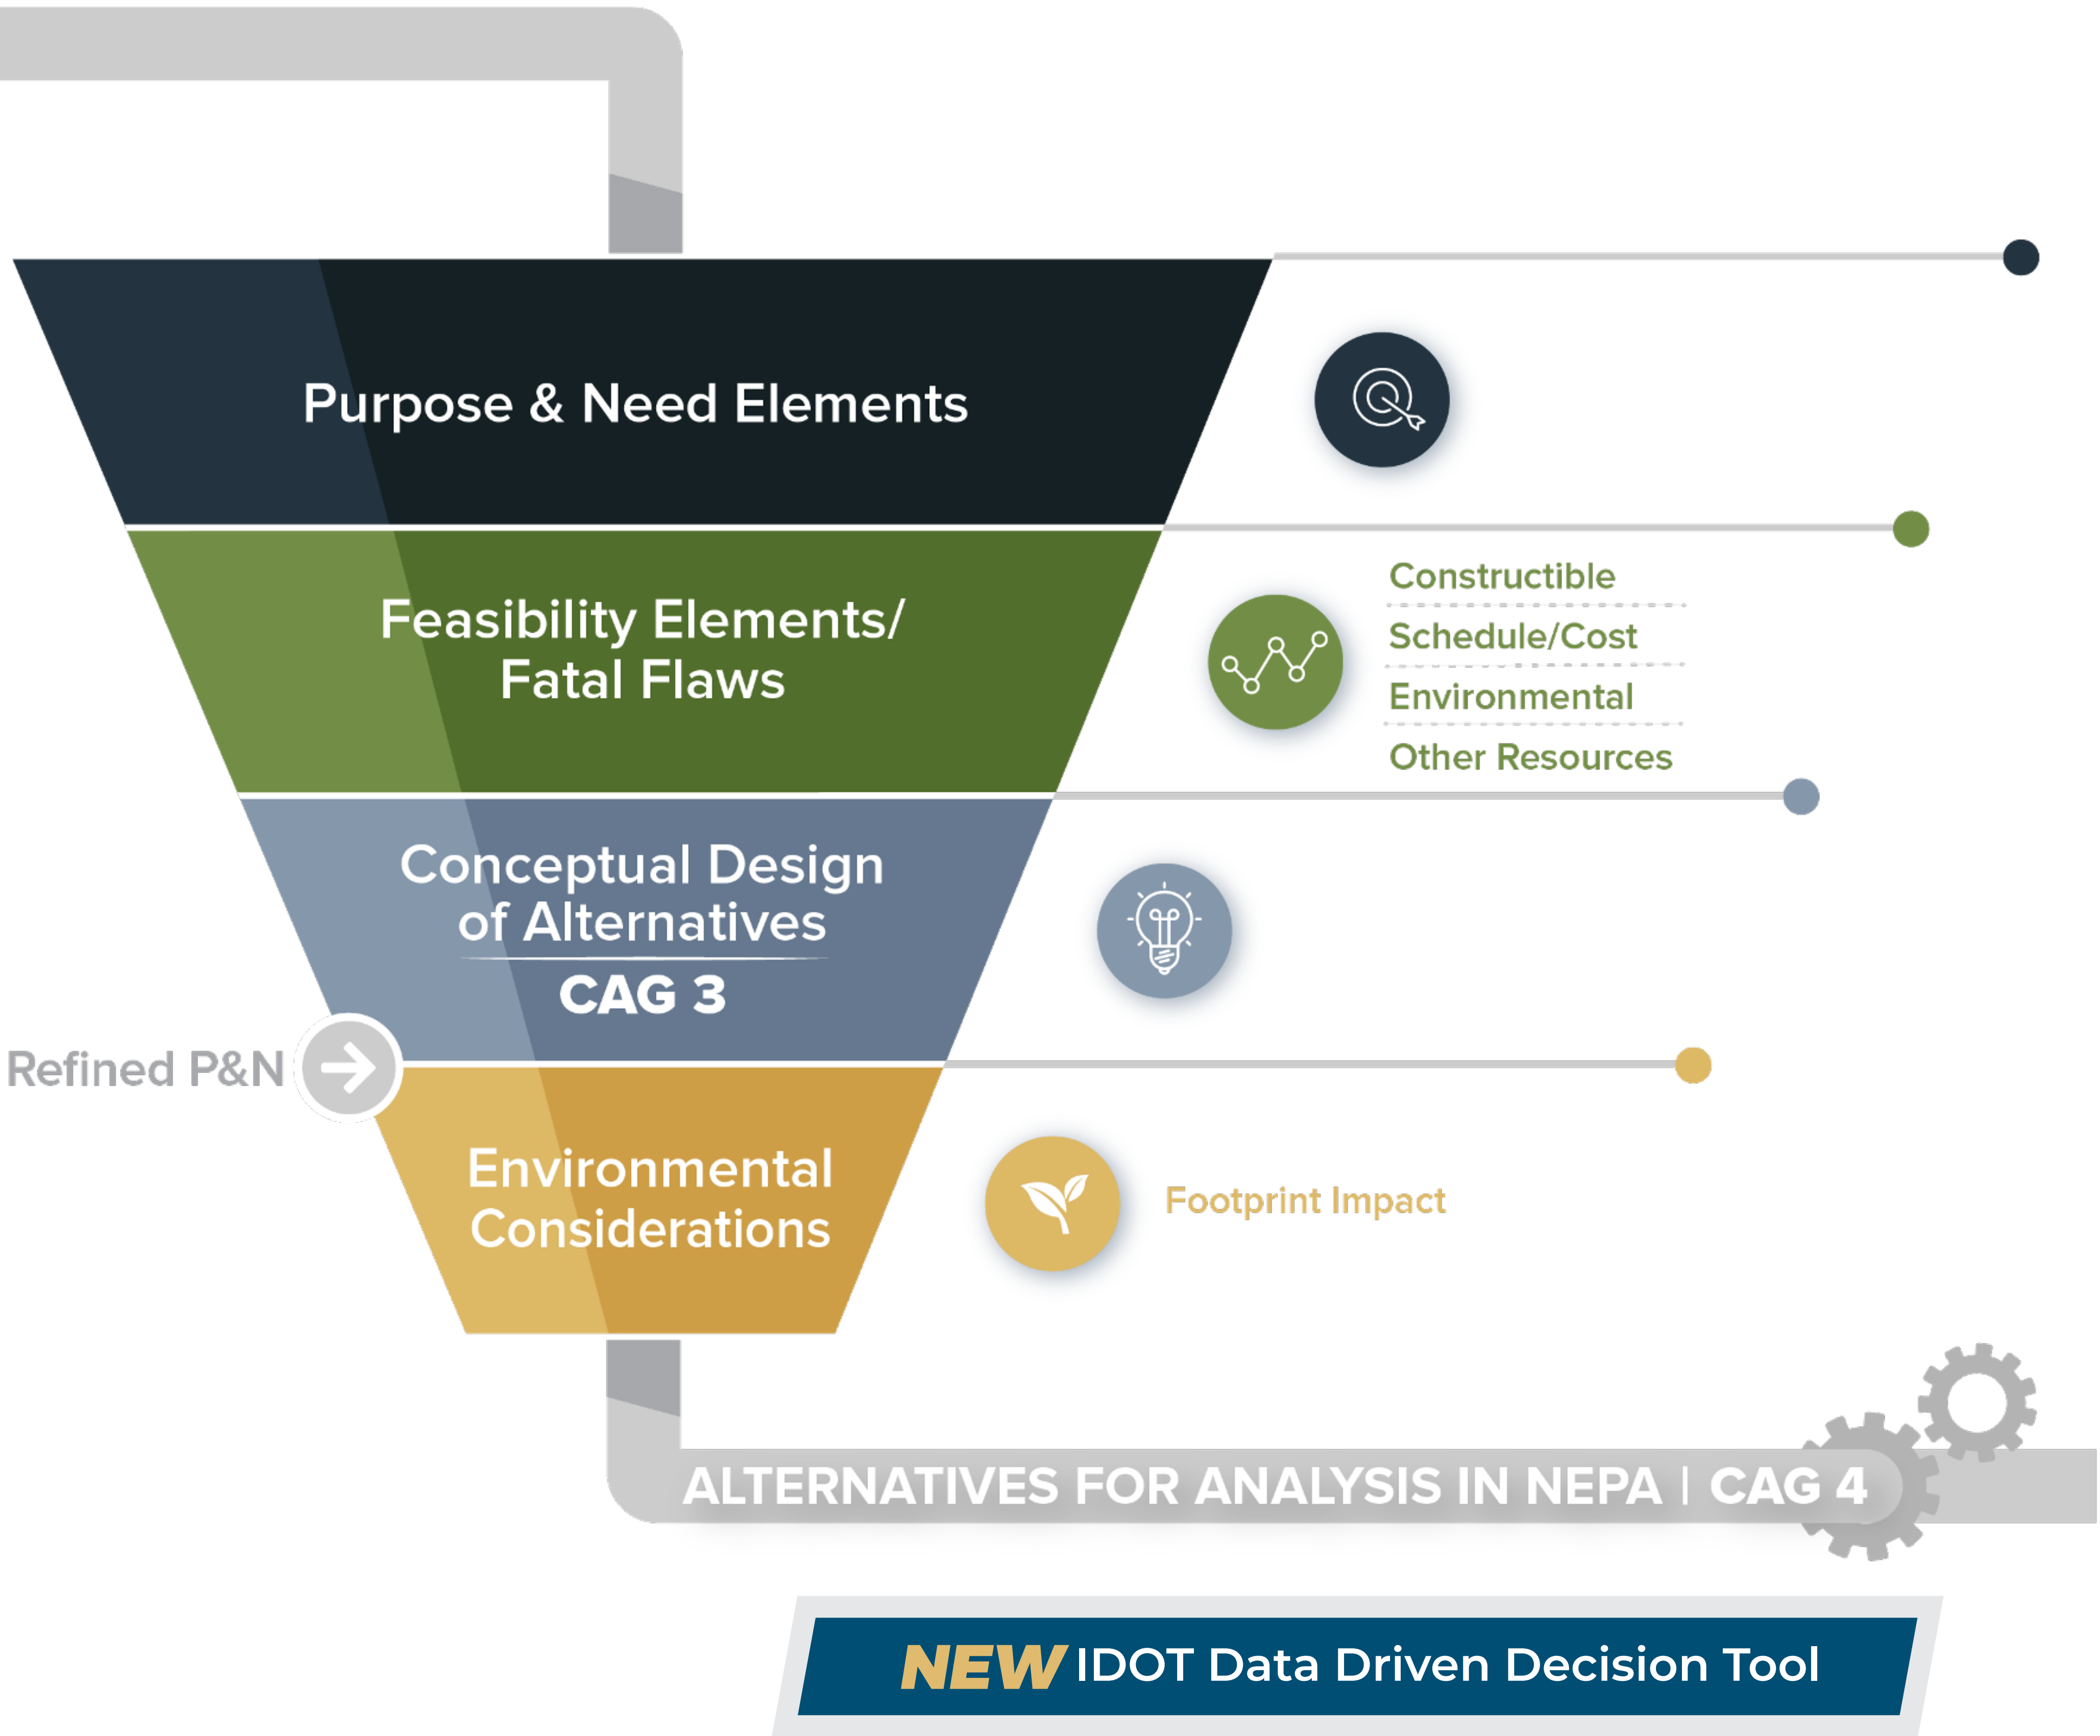 Purpose & Need Elements
Feasibility Elements/
Fatal Flaws
Constructible
Schedule/Cost
Environmental
Other Resources
Conceptual Design
of Alternatives
CAG 3
Refined P&N
Environmental
Considerations
Footprint Impact
ALTERNATIVES FOR ANALYSIS IN NEPA | CAG 4
NEW IDOT Data Driven Decision Tool